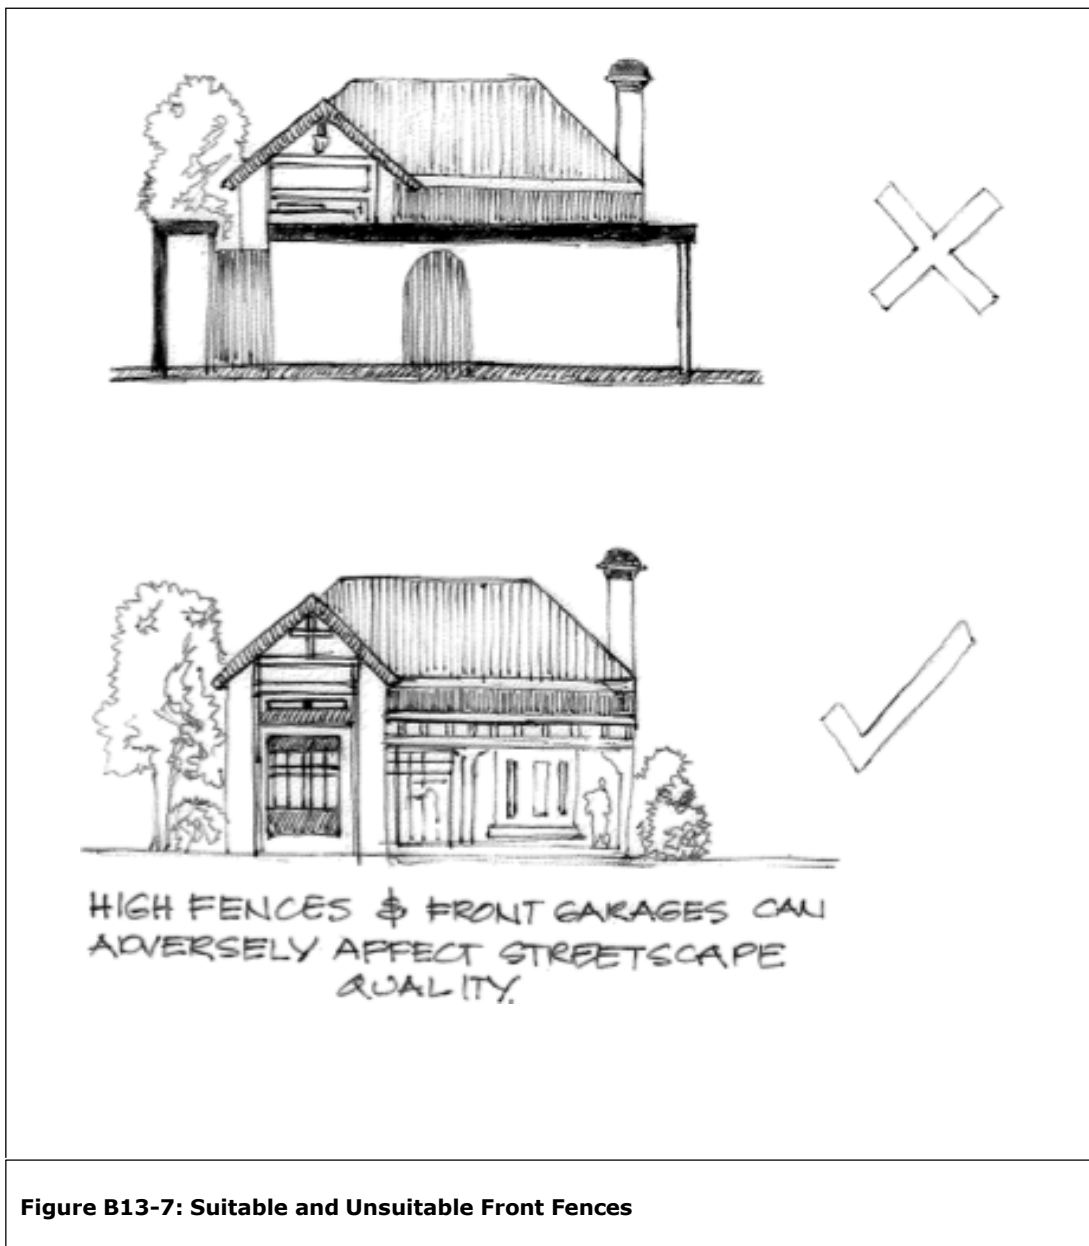 HIGH FENCES & FRONT GARAGES CAN
ADVERSELY AFFECT STREETSCAPE
QUALITY.
Figure B13-7: Suitable and Unsuitable Front Fences